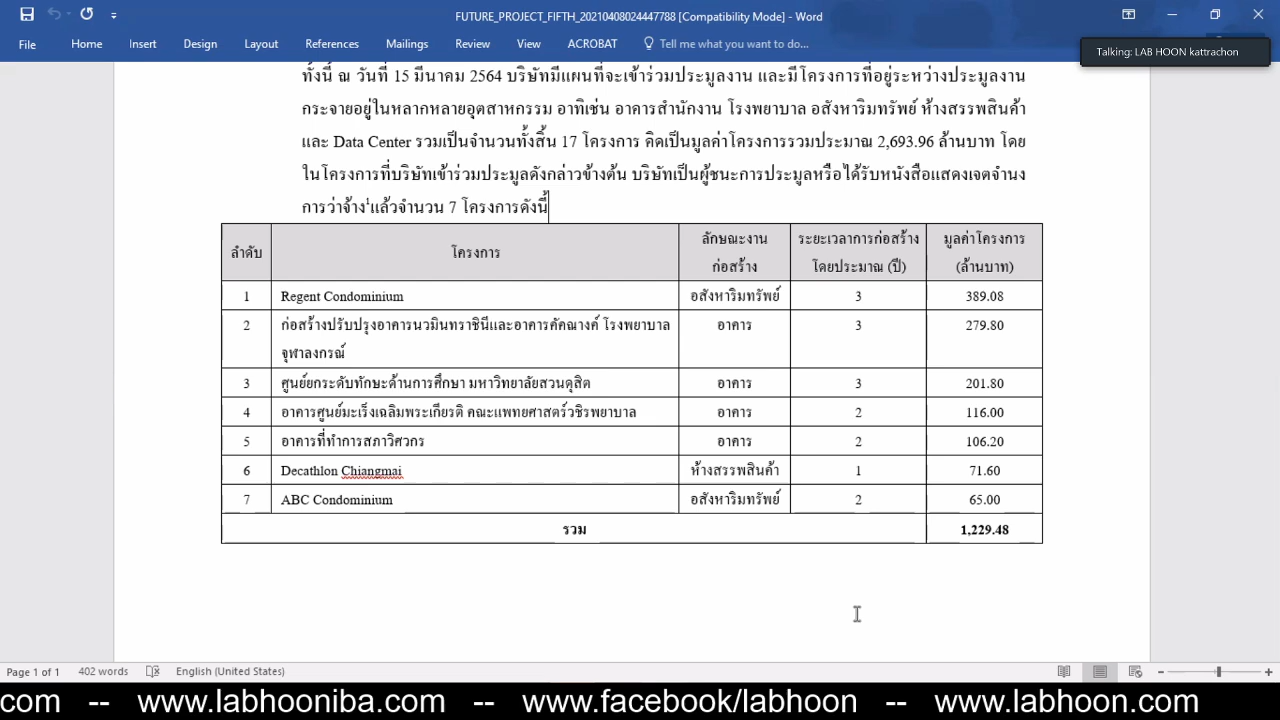 FUTURE_PROJECT_FIFTH_20210408024447788 [Compatibility Mode] - Word
File Home Insert Design Layout References Mailings Review View ACROBAT Tell me what you want to do...
Talking: LAB HOON kattrachon
ทั้งนี้ ณ วันที่ 15 มีนาคม 2564 บริษัทมีแผนที่จะเข้าร่วมประมูลงาน และมีโครงการที่อยู่ระหว่างประมูลงาน
กระจายอยู่ในหลากหลายอุตสาหกรรม อาทิเช่น อาคารสำนักงาน โรงพยาบาล อสังหาริมทรัพย์ ห้างสรรพสินค้า
และ Data Center รวมเป็นจำนวนทั้งสิ้น 17 โครงการ คิดเป็นมูลค่าโครงการรวมประมาณ 2,693.96 ล้านบาท โดย
ในโครงการที่บริษัทเข้าร่วมประมูลดังกล่าวข้างต้น บริษัทเป็นผู้ชนะการประมูลหรือได้รับหนังสือแสดงเจตจำนง
การว่าจ้าง¹แล้วจำนวน 7 โครงการดังนี้
ลำดับ โครงการ ลักษณะงาน ระยะเวลาการก่อสร้าง มูลค่าโครงการ
ก่อสร้าง โดยประมาณ (ปี) (ล้านบาท)
1 Regent Condominium อสังหาริมทรัพย์ 3 389.08
2 ก่อสร้างปรับปรุงอาคารนวมินทราชินีและอาคารคัคณางค์ โรงพยาบาล อาคาร 3 279.80
จุฬาลงกรณ์
3 ศูนย์ยกระดับทักษะด้านการศึกษา มหาวิทยาลัยสวนดุสิต อาคาร 3 201.80
4 อาคารศูนย์มะเร็งเฉลิมพระเกียรติ คณะแพทยศาสตร์วชิรพยาบาล อาคาร 2 116.00
5 อาคารที่ทำการสภาวิศวกร อาคาร 2 106.20
6 Decathlon Chiangmai ห้างสรรพสินค้า 1 71.60
7 ABC Condominium อสังหาริมทรัพย์ 2 65.00
รวม 1,229.48
Page 1 of 1 402 words English (United States)
com -- www.labhooniba.com -- www.facebook/labhoon -- www.labhoon.com